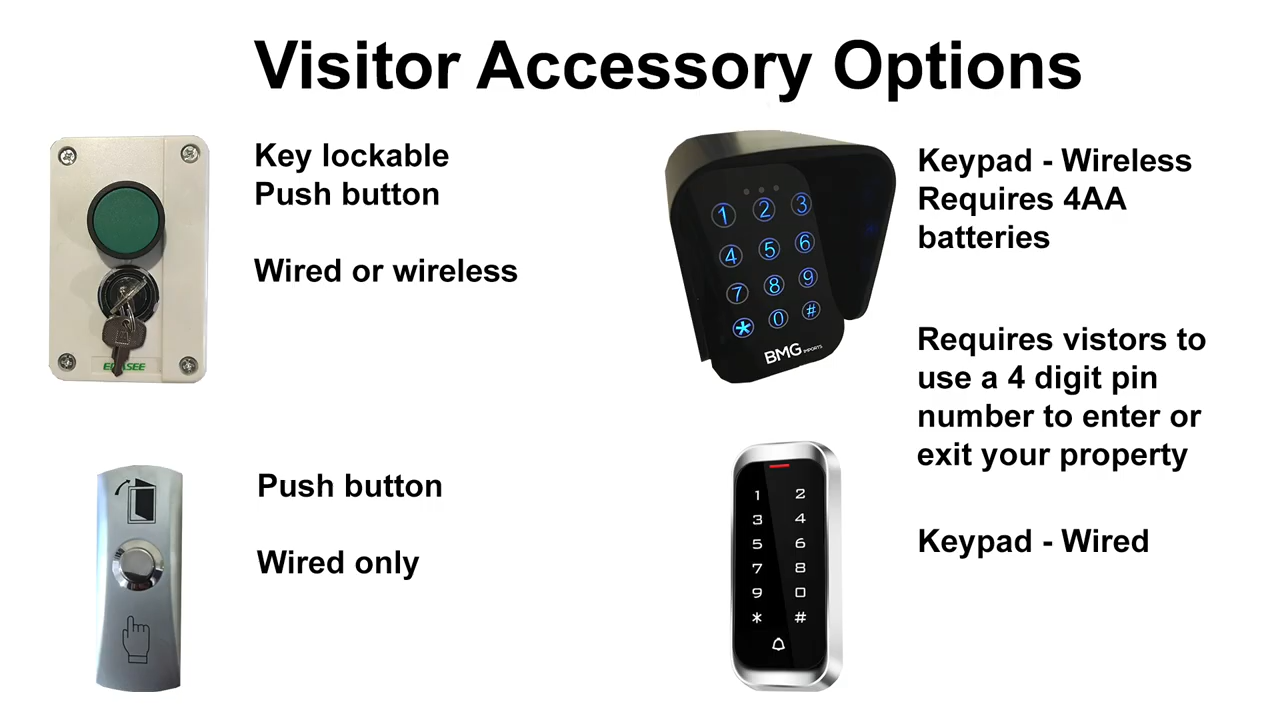 Visitor Accessory Options
Key lockable
Push button
Wired or wireless
Keypad - Wireless
Requires 4AA
batteries
1 2 3
4 5 6
7 8 9
* 0 #
BMG IMPORTS
Requires vistors to
use a 4 digit pin
number to enter or
exit your property
Push button
Wired only
Keypad - Wired
1 2
3 4
5 6
7 8
9 0
* #